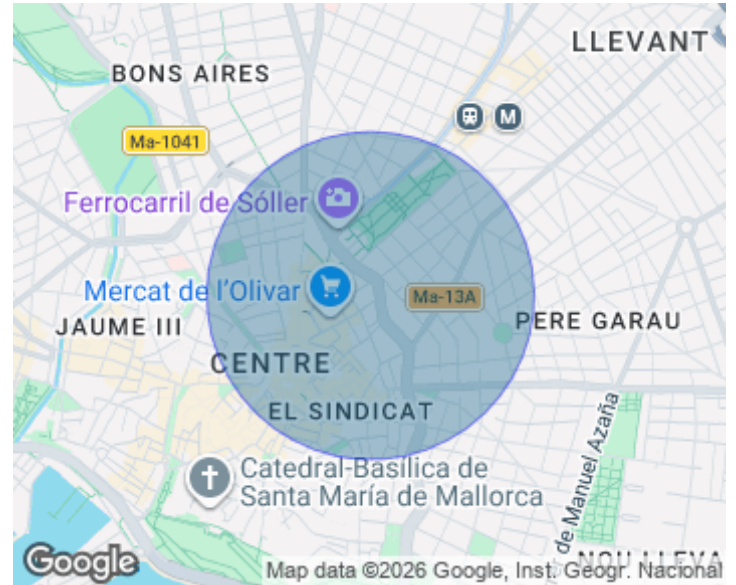 LLEVANT
BONS AIRES
M
Ma-1041
Ferrocarril de Sóller
Mercat de l'Olivar
Ma-13A
JAUME III
PERE GARAU
CENTRE
EL SINDICAT
de Manuel Azaña
Catedral-Basílica de
Santa María de Mallorca
NOU LLEVA
Google
Map data ©2026 Google, Inst. Geogr. Nacional